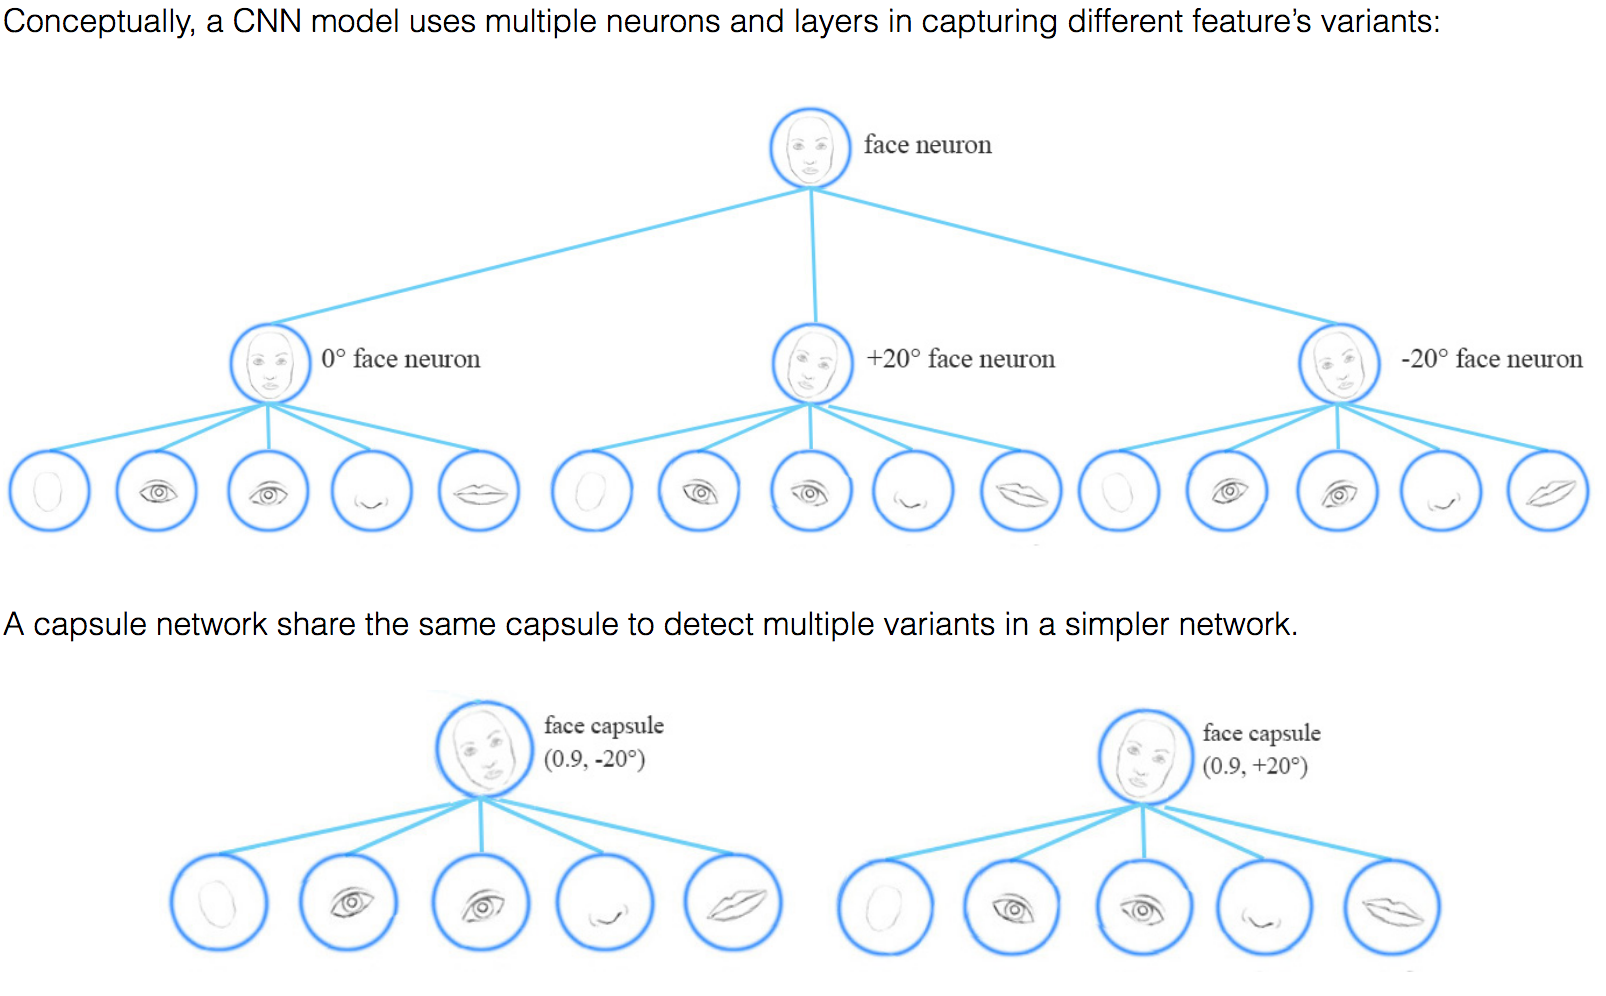 Conceptually, a CNN model uses multiple neurons and layers in capturing different feature’s variants:
face neuron
0° face neuron
+20° face neuron
-20° face neuron
A capsule network share the same capsule to detect multiple variants in a simpler network.
face capsule
(0.9, -20°)
face capsule
(0.9, +20°)